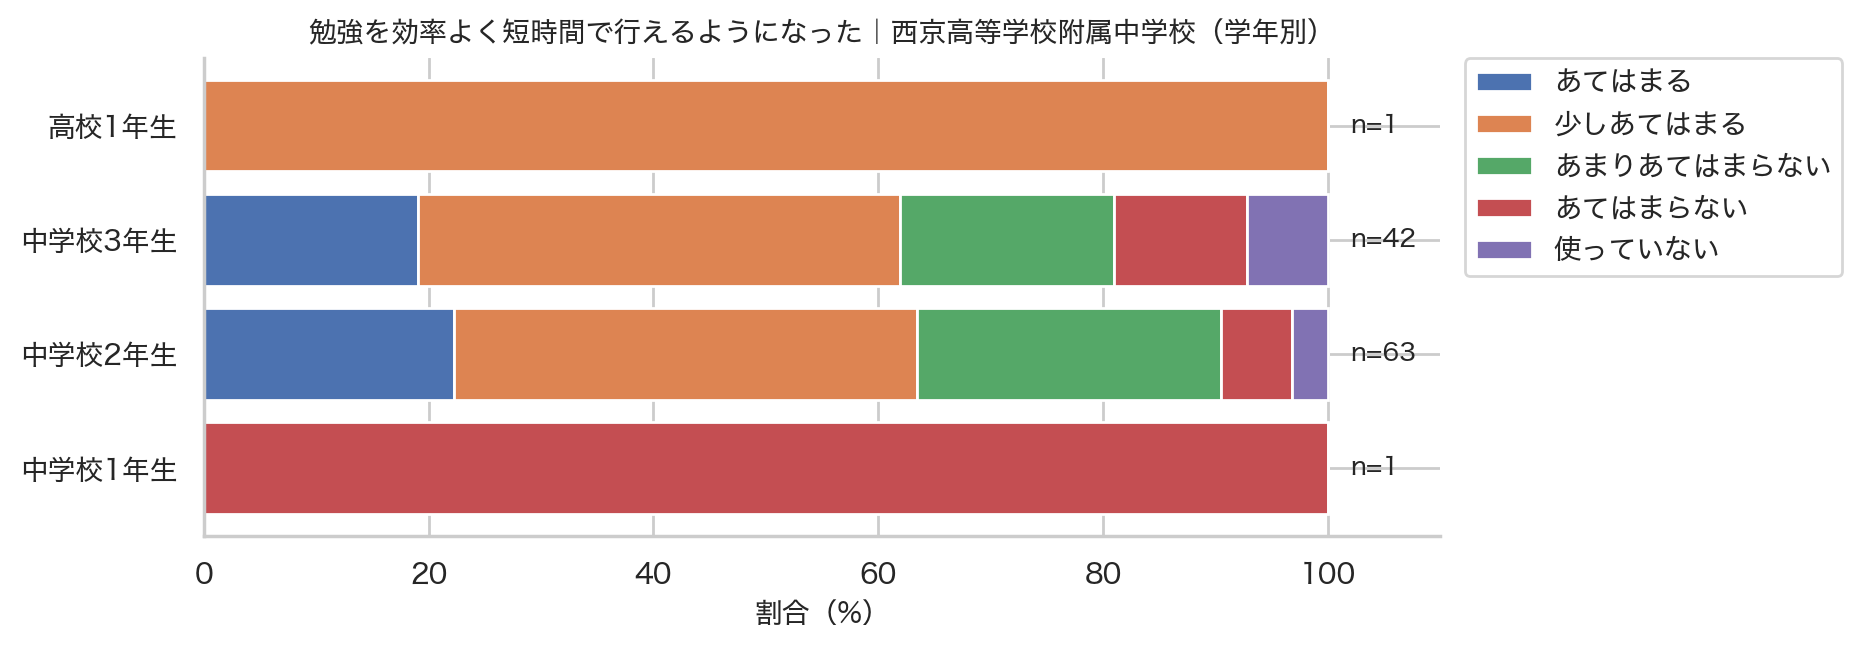 勉強を効率よく短時間で行えるようになった｜西京高等学校附属中学校（学年別）
高校1年生
n=1
中学校3年生
n=42
中学校2年生
n=63
中学校1年生
n=1
0 20 40 60 80 100
割合（%）
あてはまる
少しあてはまる
あまりあてはまらない
あてはまらない
使っていない